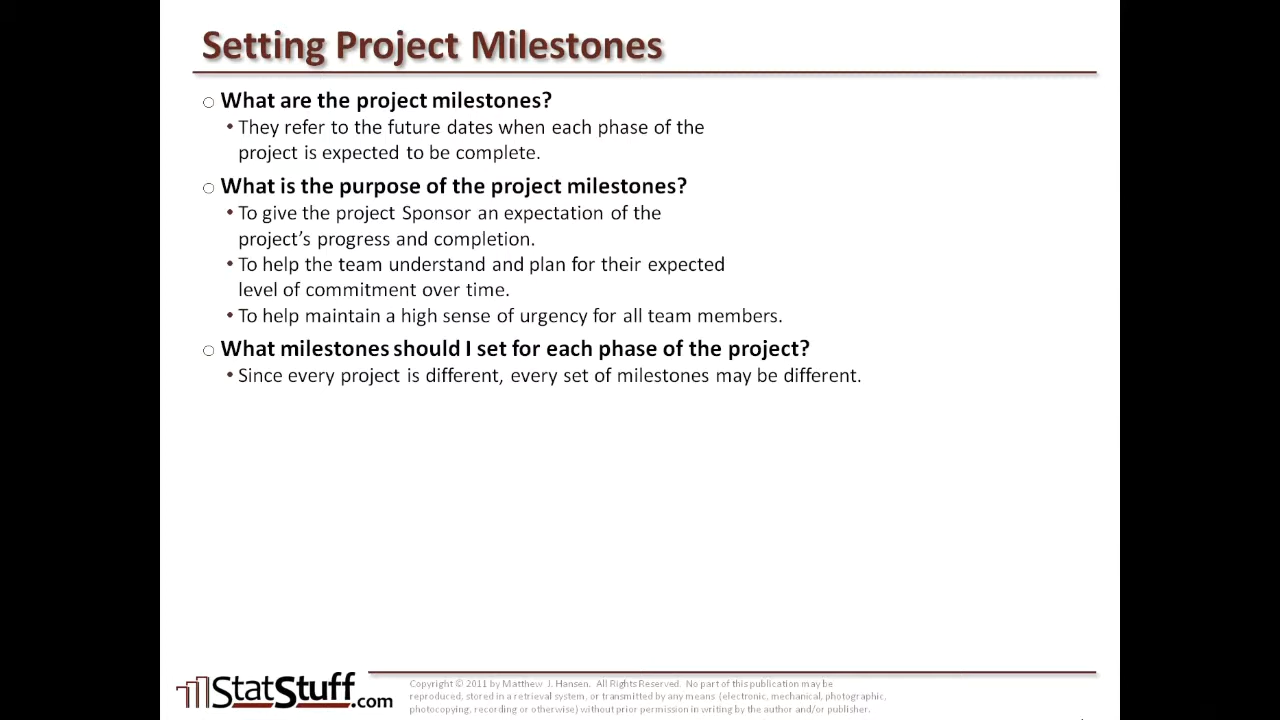 Setting Project Milestones
○ What are the project milestones?
• They refer to the future dates when each phase of the
project is expected to be complete.
○ What is the purpose of the project milestones?
• To give the project Sponsor an expectation of the
project's progress and completion.
• To help the team understand and plan for their expected
level of commitment over time.
• To help maintain a high sense of urgency for all team members.
○ What milestones should I set for each phase of the project?
• Since every project is different, every set of milestones may be different.
StatStuff.com
Copyright © 2011 by Matthew J. Hansen. All Rights Reserved. No part of this publication may be
reproduced, stored in a retrieval system, or transmitted by any means (electronic, mechanical, photographic,
photocopying, recording or otherwise) without prior permission in writing by the author and/or publisher.